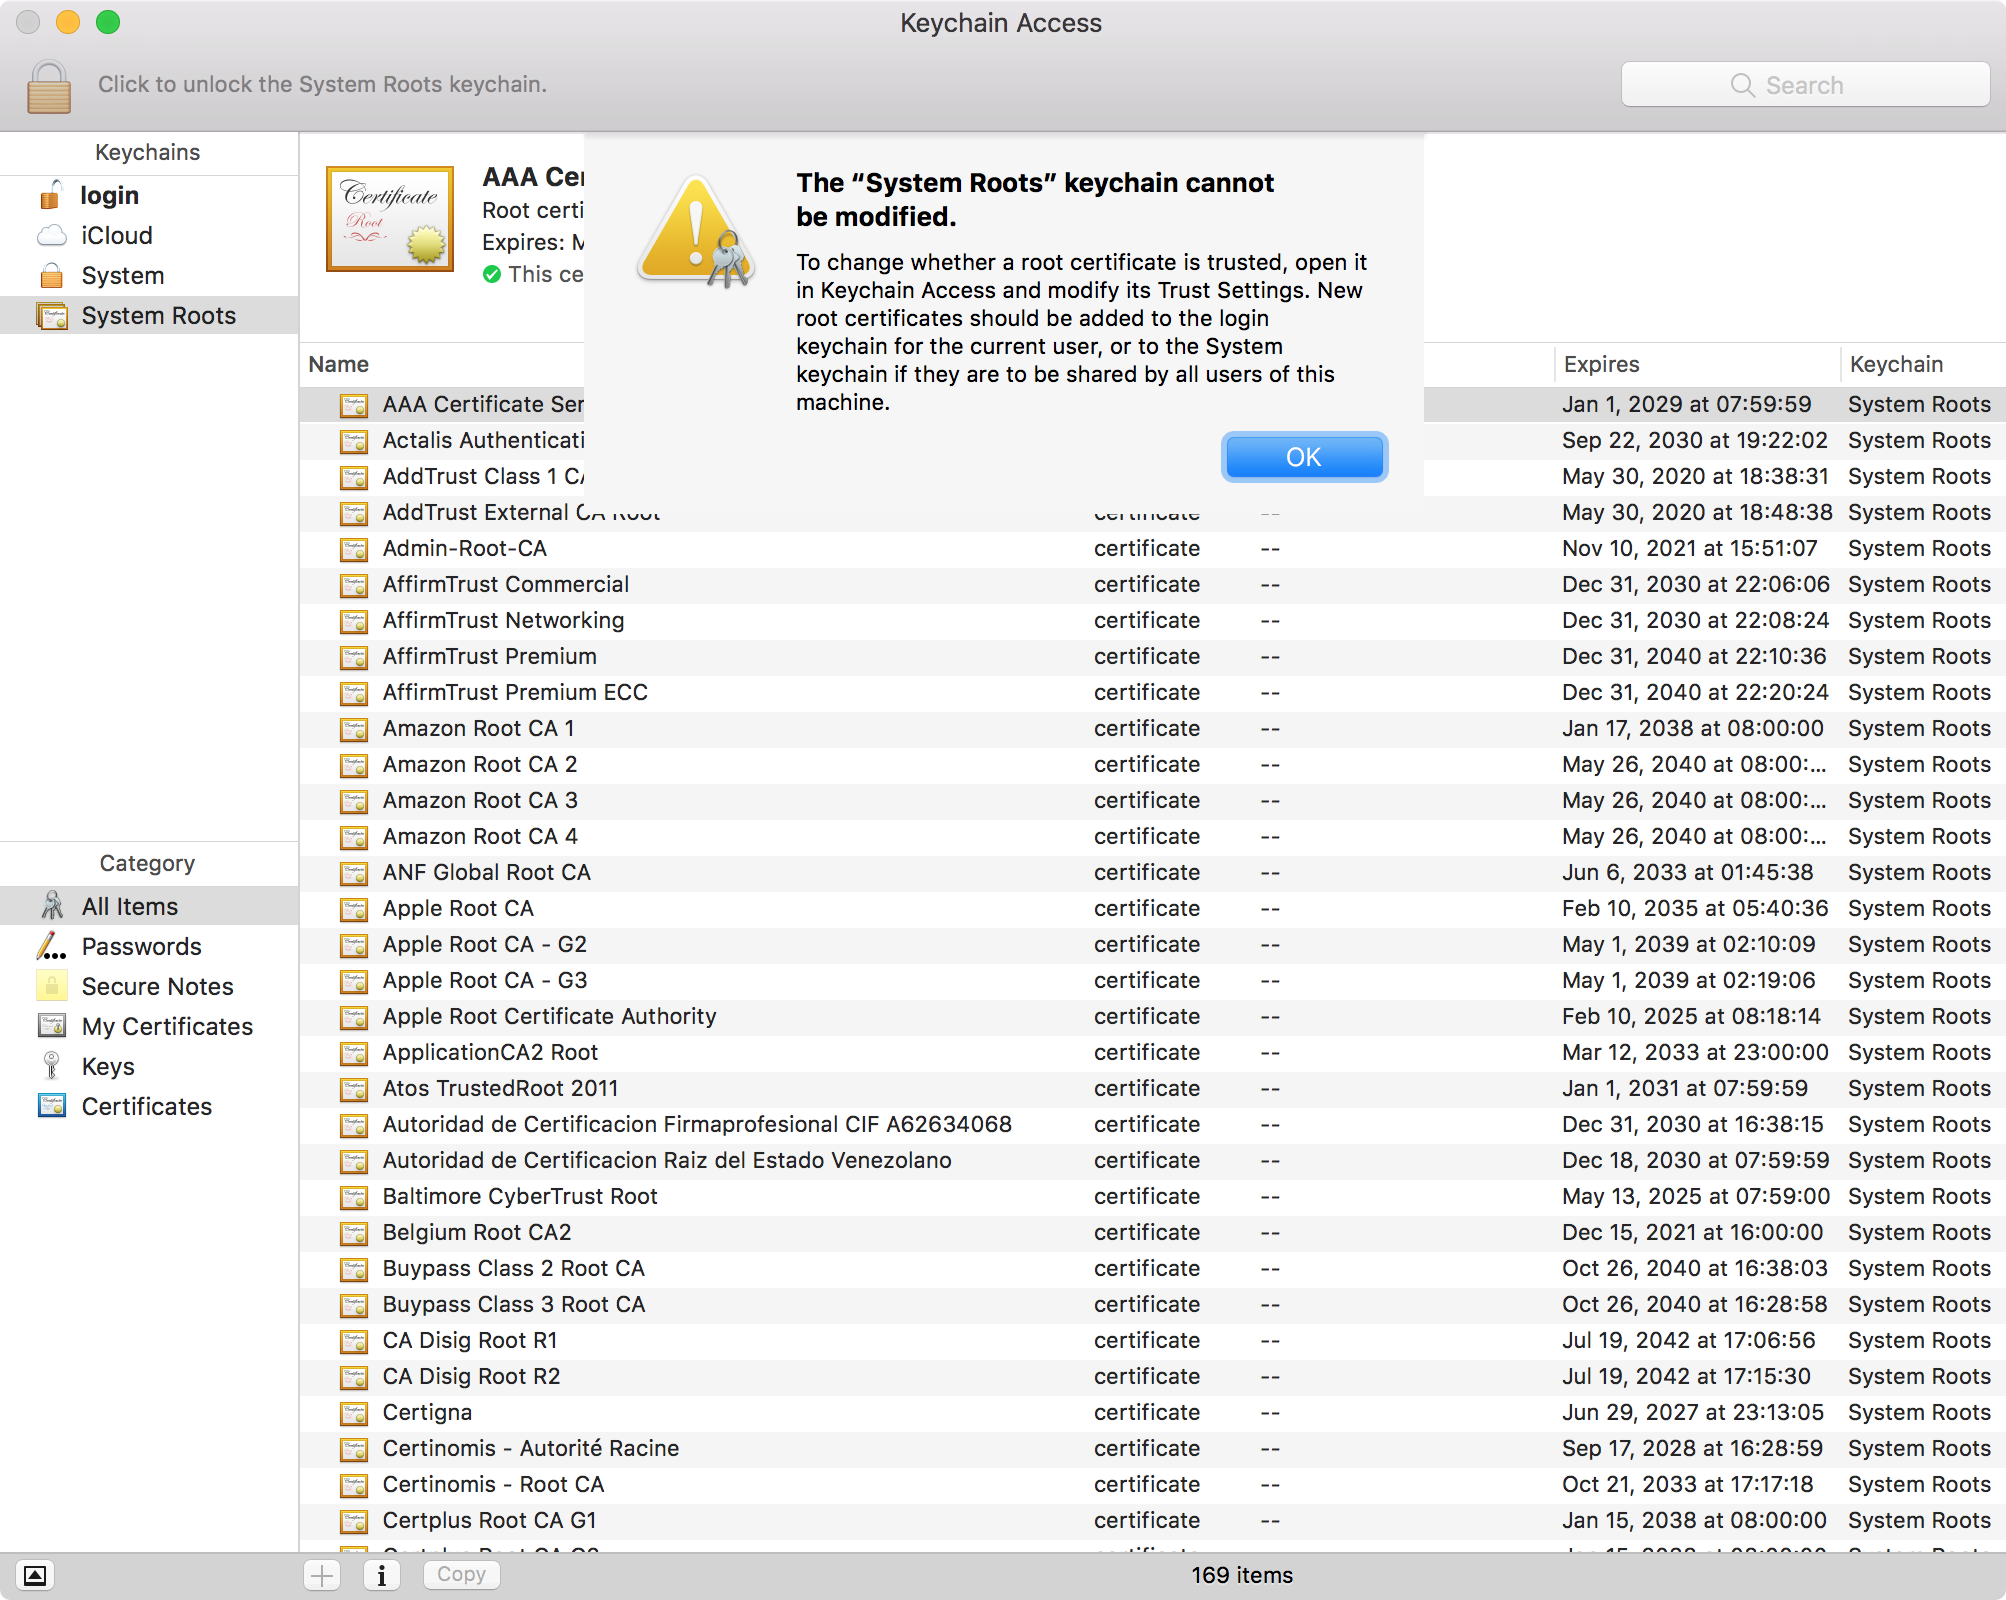 Keychain Access
Click to unlock the System Roots keychain.
Search
Keychains
login
iCloud
System
System Roots
Category
All Items
Passwords
Secure Notes
My Certificates
Keys
Certificates
Certificate
Root
AAA Cer
Root certi
Expires: M
This ce
The “System Roots” keychain cannot
be modified.
To change whether a root certificate is trusted, open it
in Keychain Access and modify its Trust Settings. New
root certificates should be added to the login
keychain for the current user, or to the System
keychain if they are to be shared by all users of this
machine.
OK
Name Expires Keychain
AAA Certificate Ser Jan 1, 2029 at 07:59:59 System Roots
Actalis Authenticati Sep 22, 2030 at 19:22:02 System Roots
AddTrust Class 1 CA May 30, 2020 at 18:38:31 System Roots
AddTrust External CA Root certificate -- May 30, 2020 at 18:48:38 System Roots
Admin-Root-CA certificate -- Nov 10, 2021 at 15:51:07 System Roots
AffirmTrust Commercial certificate -- Dec 31, 2030 at 22:06:06 System Roots
AffirmTrust Networking certificate -- Dec 31, 2030 at 22:08:24 System Roots
AffirmTrust Premium certificate -- Dec 31, 2040 at 22:10:36 System Roots
AffirmTrust Premium ECC certificate -- Dec 31, 2040 at 22:20:24 System Roots
Amazon Root CA 1 certificate -- Jan 17, 2038 at 08:00:00 System Roots
Amazon Root CA 2 certificate -- May 26, 2040 at 08:00:... System Roots
Amazon Root CA 3 certificate -- May 26, 2040 at 08:00:... System Roots
Amazon Root CA 4 certificate -- May 26, 2040 at 08:00:... System Roots
ANF Global Root CA certificate -- Jun 6, 2033 at 01:45:38 System Roots
Apple Root CA certificate -- Feb 10, 2035 at 05:40:36 System Roots
Apple Root CA - G2 certificate -- May 1, 2039 at 02:10:09 System Roots
Apple Root CA - G3 certificate -- May 1, 2039 at 02:19:06 System Roots
Apple Root Certificate Authority certificate -- Feb 10, 2025 at 08:18:14 System Roots
ApplicationCA2 Root certificate -- Mar 12, 2033 at 23:00:00 System Roots
Atos TrustedRoot 2011 certificate -- Jan 1, 2031 at 07:59:59 System Roots
Autoridad de Certificacion Firmaprofesional CIF A62634068 certificate -- Dec 31, 2030 at 16:38:15 System Roots
Autoridad de Certificacion Raiz del Estado Venezolano certificate -- Dec 18, 2030 at 07:59:59 System Roots
Baltimore CyberTrust Root certificate -- May 13, 2025 at 07:59:00 System Roots
Belgium Root CA2 certificate -- Dec 15, 2021 at 16:00:00 System Roots
Buypass Class 2 Root CA certificate -- Oct 26, 2040 at 16:38:03 System Roots
Buypass Class 3 Root CA certificate -- Oct 26, 2040 at 16:28:58 System Roots
CA Disig Root R1 certificate -- Jul 19, 2042 at 17:06:56 System Roots
CA Disig Root R2 certificate -- Jul 19, 2042 at 17:15:30 System Roots
Certigna certificate -- Jun 29, 2027 at 23:13:05 System Roots
Certinomis - Autorité Racine certificate -- Sep 17, 2028 at 16:28:59 System Roots
Certinomis - Root CA certificate -- Oct 21, 2033 at 17:17:18 System Roots
Certplus Root CA G1 certificate -- Jan 15, 2038 at 08:00:00 System Roots
Copy
169 items